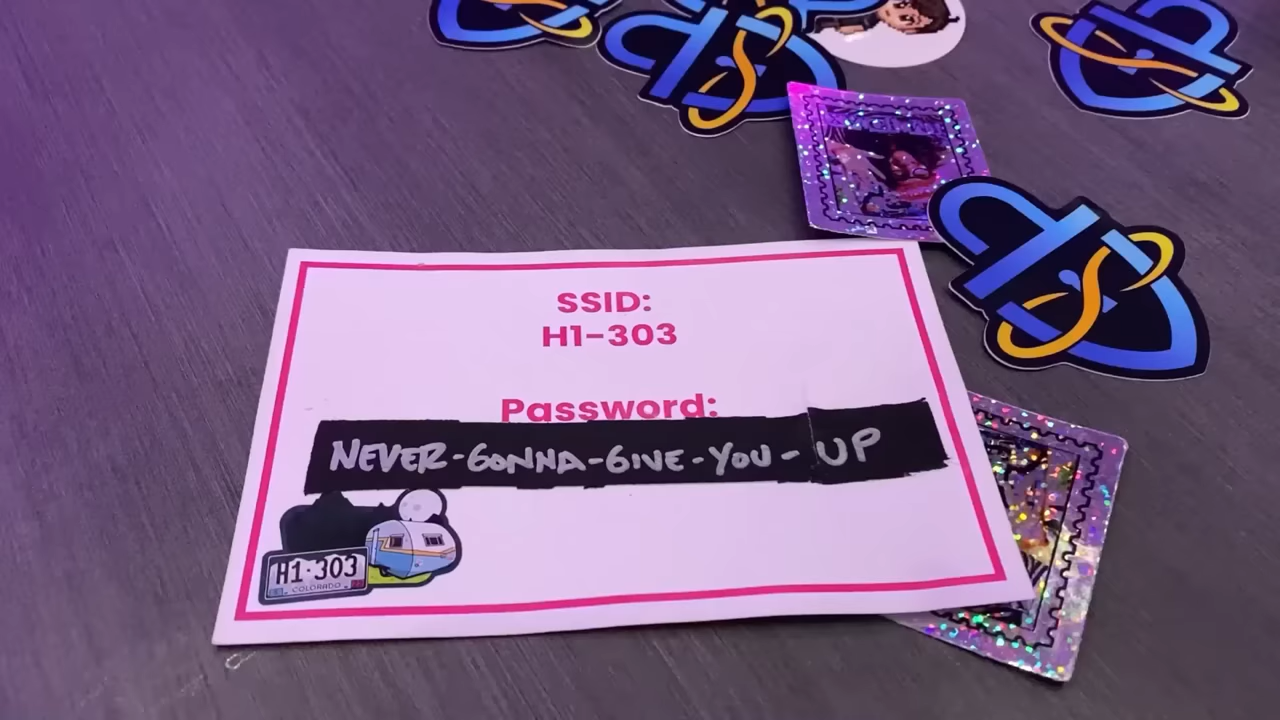 SSID:
H1-303
Password:
NEVER-GONNA-GIVE-YOU-UP
H1·303
COLORADO